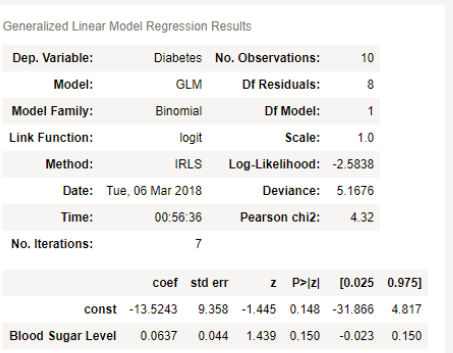 Generalized Linear Model Regression Results
Dep. Variable: Diabetes No. Observations: 10
Model: GLM Df Residuals: 8
Model Family: Binomial Df Model: 1
Link Function: logit Scale: 1.0
Method: IRLS Log-Likelihood: -2.5838
Date: Tue, 06 Mar 2018 Deviance: 5.1676
Time: 00:56:36 Pearson chi2: 4.32
No. Iterations: 7
coef std err z P>|z| [0.025 0.975]
const -13.5243 9.358 -1.445 0.148 -31.866 4.817
Blood Sugar Level 0.0637 0.044 1.439 0.150 -0.023 0.150